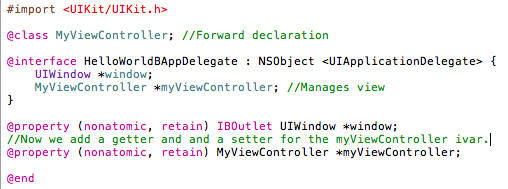 #import <UIKit/UIKit.h>
@class MyViewController; //Forward declaration
@interface HelloWorldBAppDelegate : NSObject <UIApplicationDelegate> {
UIWindow *window;
MyViewController *myViewController; //Manages view
}
@property (nonatomic, retain) IBOutlet UIWindow *window;
//Now we add a getter and and a setter for the myViewController ivar.
@property (nonatomic, retain) MyViewController *myViewController;
@end